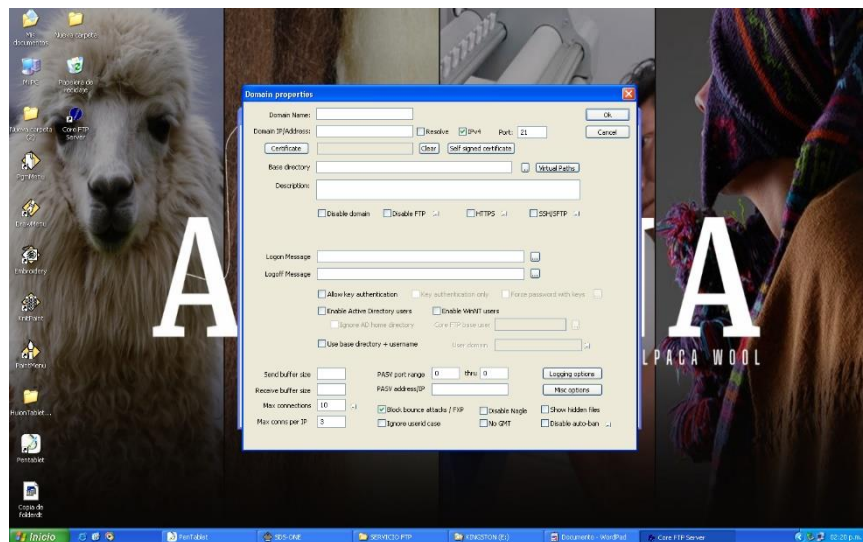 Mis documentos
Nueva carpeta
Mi PC
Papelera de reciclaje
Nueva carpeta (2)
Core FTP Server
PgmMenu
DrawMenu
Embroidery
KnitPaint
PaintMenu
HuionTablet...
Pentablet
Copia de folderdt
A
A
LPACA WOOL
Domain properties
Domain Name:
Ok
Domain IP/Address:
Resolve
IPv4
Port:
21
Cancel
Certificate
Clear
Self signed certificate
Base directory
Virtual Paths
Description:
Disable domain
Disable FTP
HTTPS
SSH/SFTP
Logon Message
Logoff Message
Allow key authentication
Key authentication only
Force password with keys
Enable Active Directory users
Enable WinNT users
Ignore AD home directory
Core FTP base user
Use base directory + username
User domain
Send buffer size
PASV port range
0
thru
0
Logging options
Receive buffer size
PASV address/IP
Misc options
Max connections
10
Block bounce attacks / FXP
Disable Nagle
Show hidden files
Max conns per IP
3
Ignore userid case
No GMT
Disable auto-ban
Inicio
PenTablet
SDS-ONE
SERVICIO FTP
KINGSTON (E:)
Documento - WordPad
Core FTP Server
02:20 p.m.